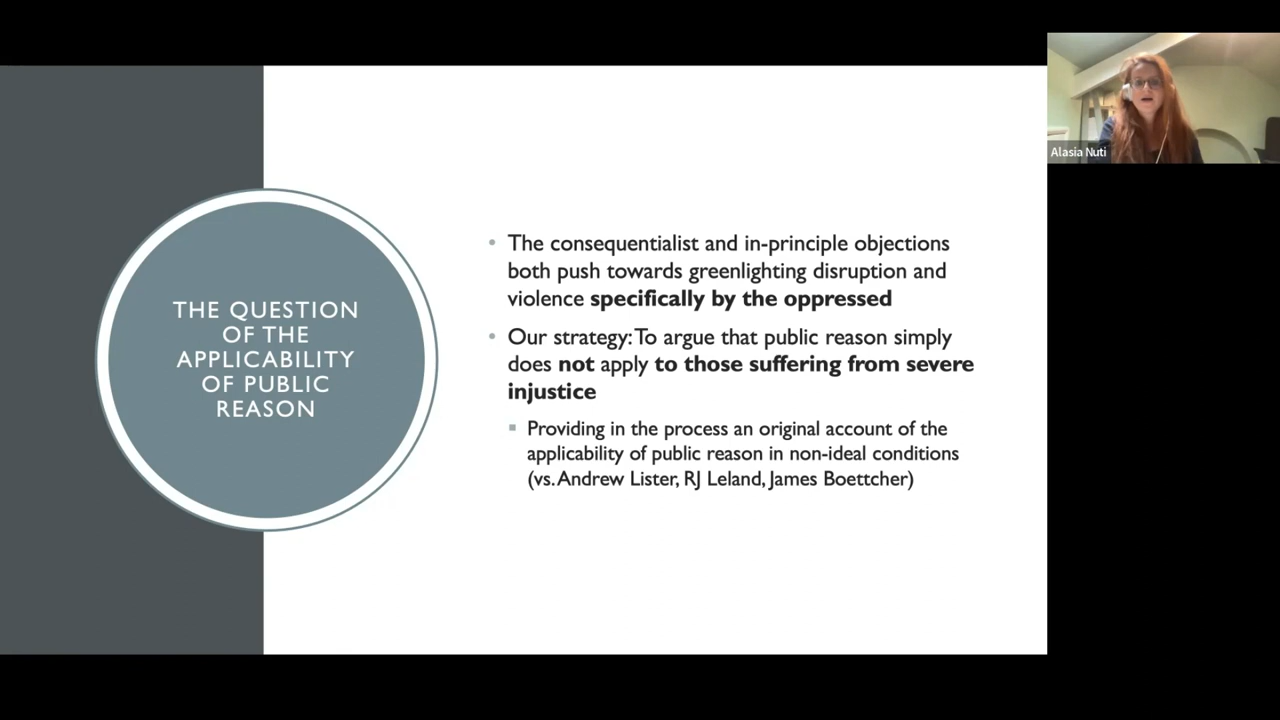 THE QUESTION
OF THE
APPLICABILITY
OF PUBLIC
REASON
• The consequentialist and in-principle objections
both push towards greenlighting disruption and
violence specifically by the oppressed
• Our strategy: To argue that public reason simply
does not apply to those suffering from severe
injustice
▪ Providing in the process an original account of the
applicability of public reason in non-ideal conditions
(vs. Andrew Lister, RJ Leland, James Boettcher)
Alasia Nuti